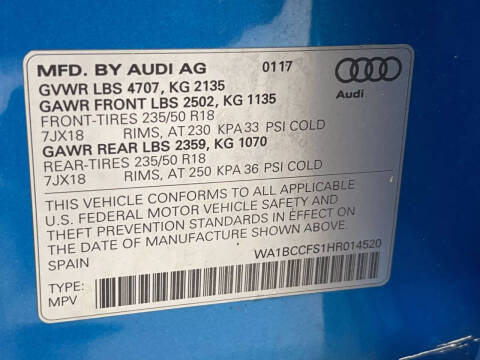 MFD. BY AUDI AG 0117
GVWR LBS 4707, KG 2135
GAWR FRONT LBS 2502, KG 1135
FRONT-TIRES 235/50 R18
7JX18 RIMS, AT 230 KPA 33 PSI COLD
GAWR REAR LBS 2359, KG 1070
REAR-TIRES 235/50 R18
7JX18 RIMS, AT 250 KPA 36 PSI COLD
Audi
THIS VEHICLE CONFORMS TO ALL APPLICABLE
U.S. FEDERAL MOTOR VEHICLE SAFETY AND
THEFT PREVENTION STANDARDS IN EFFECT ON
THE DATE OF MANUFACTURE SHOWN ABOVE.
SPAIN WA1BCCFS1HR014520
TYPE:
MPV